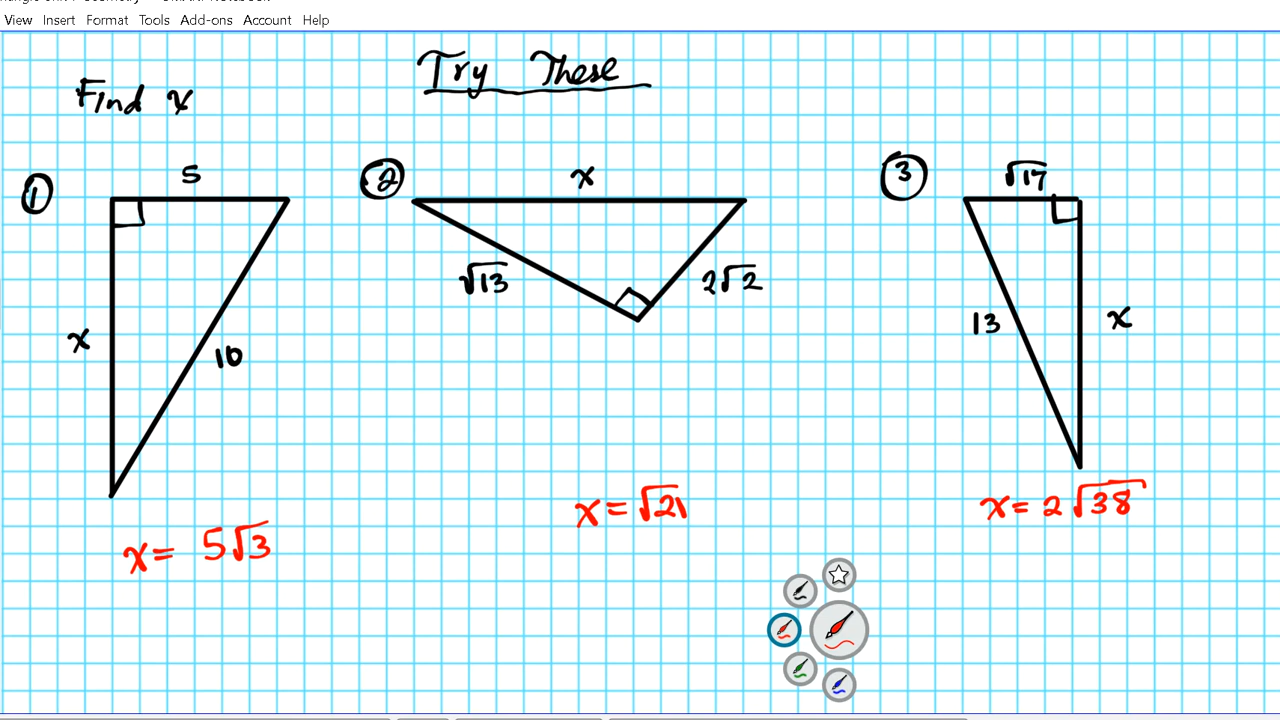 View Insert Format Tools Add-ons Account Help
Try These
Find x
1
5
x
10
x = 5√3
2
x
√13
2√2
x = √21
3
√17
13
x
x = 2√38